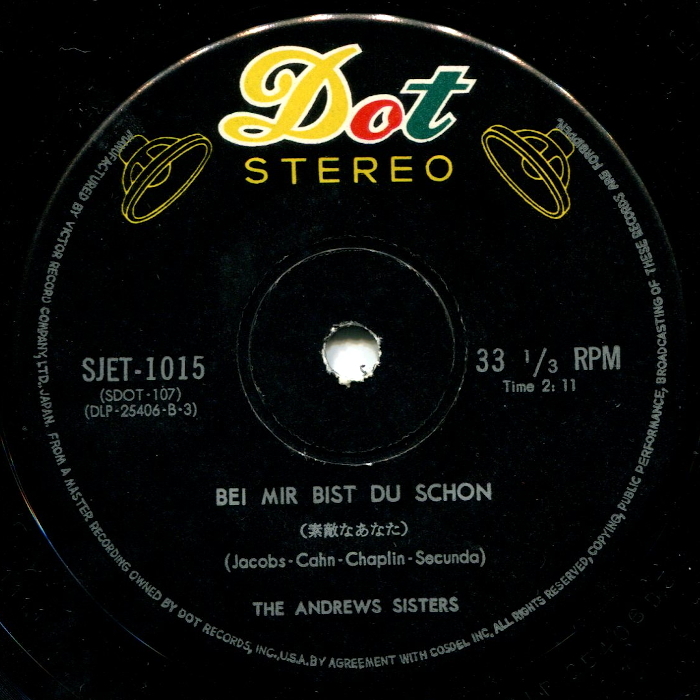 Dot
STEREO
MANUFACTURED BY VICTOR RECORD COMPANY, LTD. JAPAN. FROM A MASTER RECORDING OWNED BY DOT RECORDS, INC., U.S.A. BY AGREEMENT WITH COSDEL INC. ALL RIGHTS RESERVED, COPYING, PUBLIC PERFORMANCE, BROADCASTING OF THESE RECORDS ARE FORBIDDEN.
SJET-1015
(SDOT-107)
(DLP-25406-B-3)
33 1/3 RPM
Time 2: 11
BEI MIR BIST DU SCHON
(素敵なあなた)
(Jacobs-Cahn-Chaplin-Secunda)
THE ANDREWS SISTERS